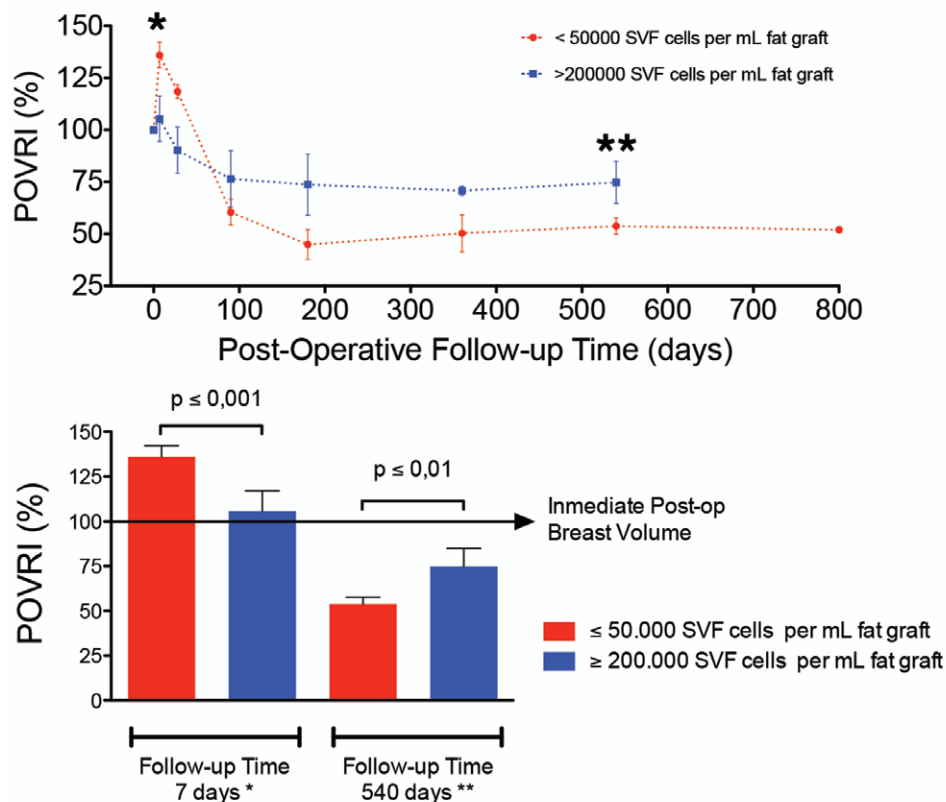 150
125
100
75
50
25
POVRI (%)
*
**
< 50000 SVF cells per mL fat graft
>200000 SVF cells per mL fat graft
0 100 200 300 400 500 600 700 800
Post-Operative Follow-up Time (days)
150
125
100
75
50
25
0
POVRI (%)
p ≤ 0,001
p ≤ 0,01
Inmediate Post-op
Breast Volume
≤ 50.000 SVF cells per mL fat graft
≥ 200.000 SVF cells per mL fat graft
Follow-up Time
7 days *
Follow-up Time
540 days **